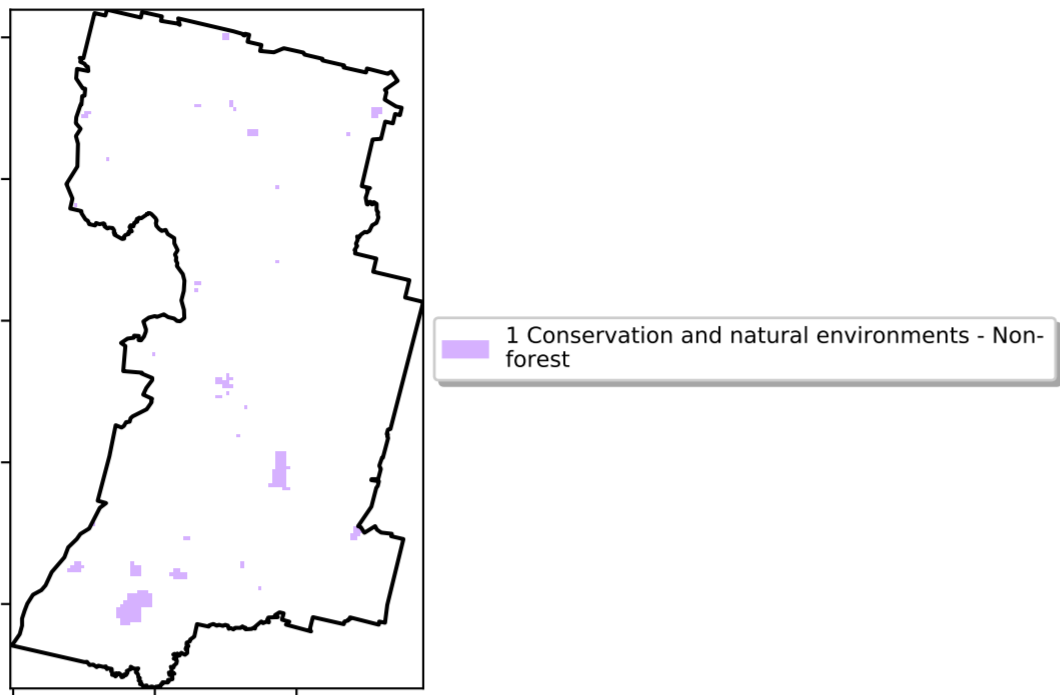 1 Conservation and natural environments - Non-
forest